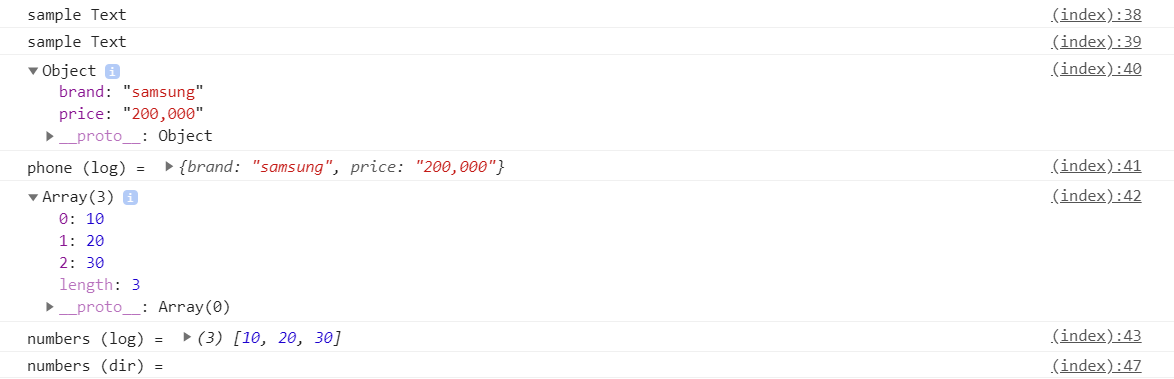 sample Text (index):38
sample Text (index):39
Object i (index):40
brand: "samsung"
price: "200,000"
__proto__: Object
phone (log) = {brand: "samsung", price: "200,000"} (index):41
Array(3) i (index):42
0: 10
1: 20
2: 30
length: 3
__proto__: Array(0)
numbers (log) = (3) [10, 20, 30] (index):43
numbers (dir) = (index):47